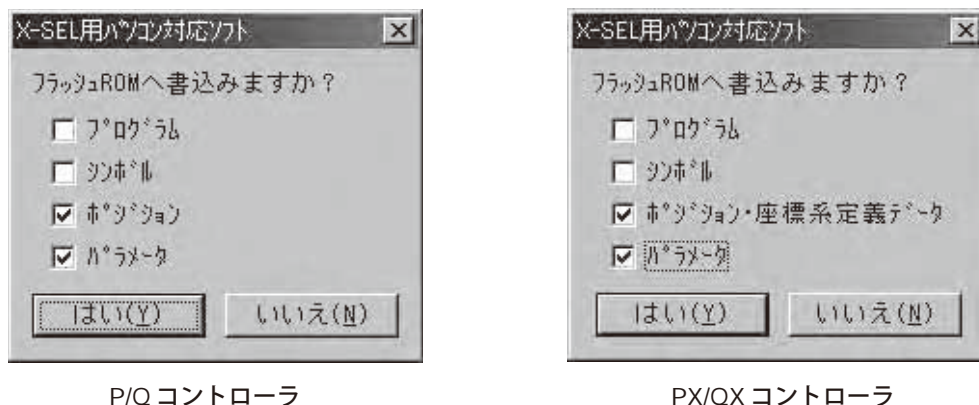 X-SEL用ﾊﾟｿｺﾝ対応ｿﾌﾄ
ﾌﾗｯｼｭROMへ書込みますか？
ﾌﾟﾛｸﾞﾗﾑ
ｼﾝﾎﾞﾙ
ﾎﾟｼﾞｼｮﾝ
ﾊﾟﾗﾒｰﾀ
はい(Y)
いいえ(N)
P/Q コントローラ
X-SEL用ﾊﾟｿｺﾝ対応ｿﾌﾄ
ﾌﾗｯｼｭROMへ書込みますか？
ﾌﾟﾛｸﾞﾗﾑ
ｼﾝﾎﾞﾙ
ﾎﾟｼﾞｼｮﾝ・座標系定義ﾃﾞｰﾀ
ﾊﾟﾗﾒｰﾀ
はい(Y)
いいえ(N)
PX/QX コントローラ